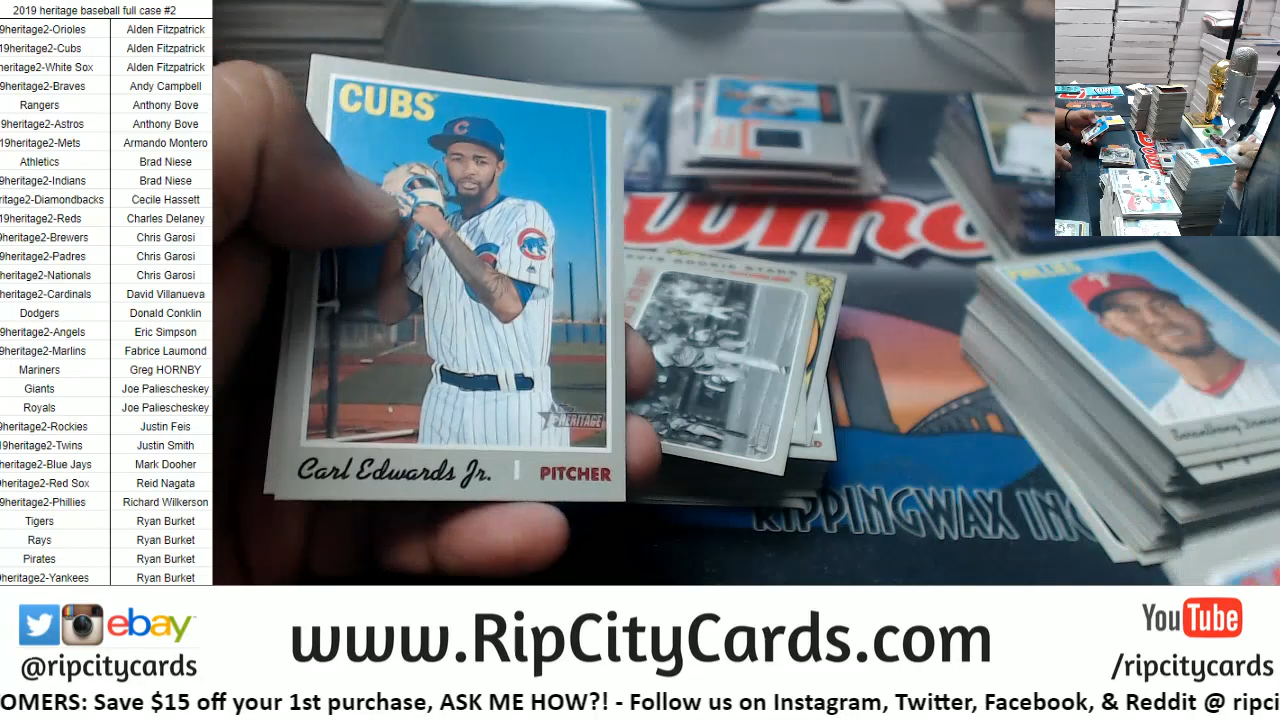 2019 heritage baseball full case #2
9heritage2-Orioles Alden Fitzpatrick
19heritage2-Cubs Alden Fitzpatrick
heritage2-White Sox Alden Fitzpatrick
9heritage2-Braves Andy Campbell
Rangers Anthony Bove
9heritage2-Astros Anthony Bove
19heritage2-Mets Armando Montero
Athletics Brad Niese
9heritage2-Indians Brad Niese
ritage2-Diamondbacks Cecile Hassett
19heritage2-Reds Charles Delaney
heritage2-Brewers Chris Garosi
9heritage2-Padres Chris Garosi
heritage2-Nationals Chris Garosi
heritage2-Cardinals David Villanueva
Dodgers Donald Conklin
9heritage2-Angels Eric Simpson
9heritage2-Marlins Fabrice Laumond
Mariners Greg HORNBY
Giants Joe Paliescheskey
Royals Joe Paliescheskey
9heritage2-Rockies Justin Feis
19heritage2-Twins Justin Smith
heritage2-Blue Jays Mark Dooher
heritage2-Red Sox Reid Nagata
9heritage2-Phillies Richard Wilkerson
Tigers Ryan Burket
Rays Ryan Burket
Pirates Ryan Burket
heritage2-Yankees Ryan Burket
CUBS
HERITAGE
Carl Edwards Jr. | PITCHER
ROOKIE STARS
PHILLIES
RIPPINGWAX INC
ebay
@ripcitycards
www.RipCityCards.com
YouTube
/ripcitycards
OMERS: Save $15 off your 1st purchase, ASK ME HOW?! - Follow us on Instagram, Twitter, Facebook, & Reddit @ ripci